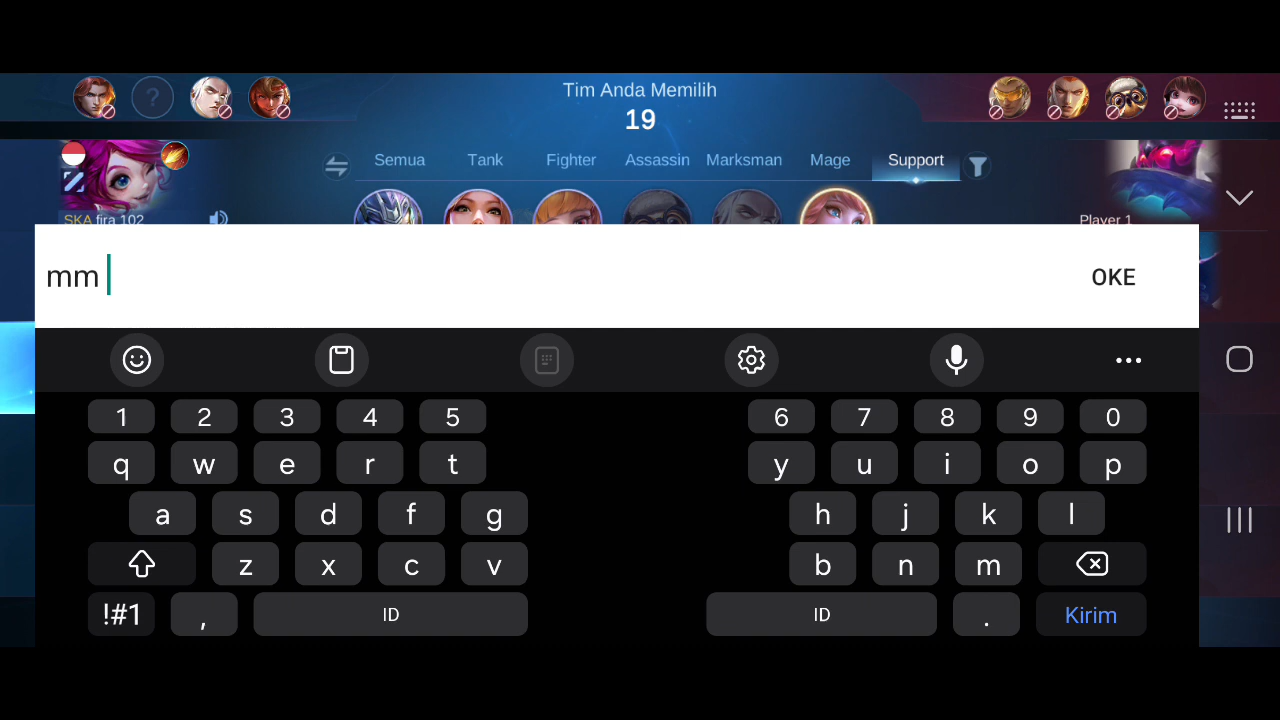 Tim Anda Memilih
19
Semua Tank Fighter Assassin Marksman Mage Support
SKA fira 102
Player 1
mm
OKE
1 2 3 4 5 6 7 8 9 0
q w e r t y u i o p
a s d f g h j k l
z x c v b n m
!#1 , ID ID . Kirim